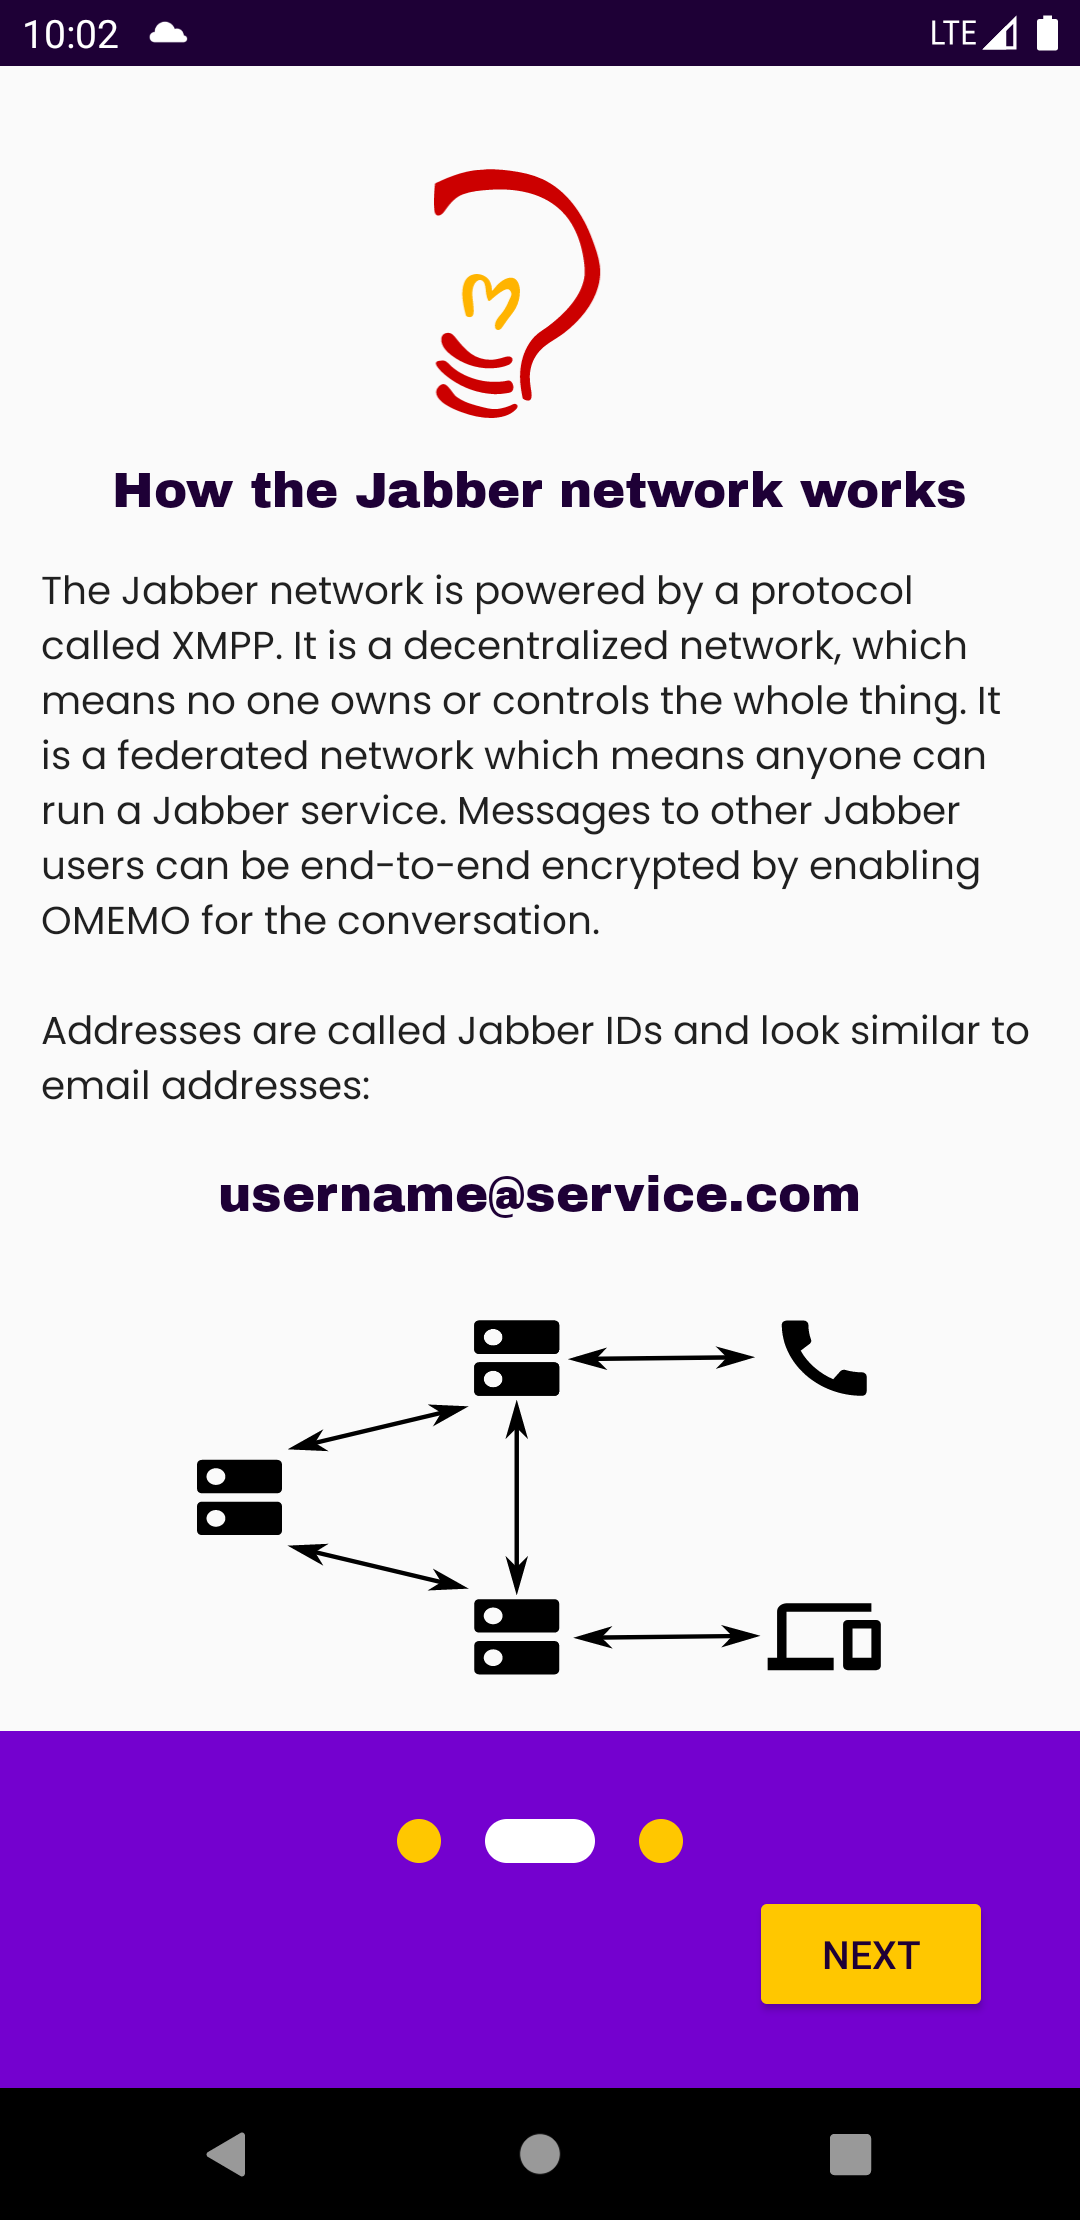 10:02
LTE
How the Jabber network works
The Jabber network is powered by a protocol
called XMPP. It is a decentralized network, which
means no one owns or controls the whole thing. It
is a federated network which means anyone can
run a Jabber service. Messages to other Jabber
users can be end-to-end encrypted by enabling
OMEMO for the conversation.
Addresses are called Jabber IDs and look similar to
email addresses:
username@service.com
NEXT